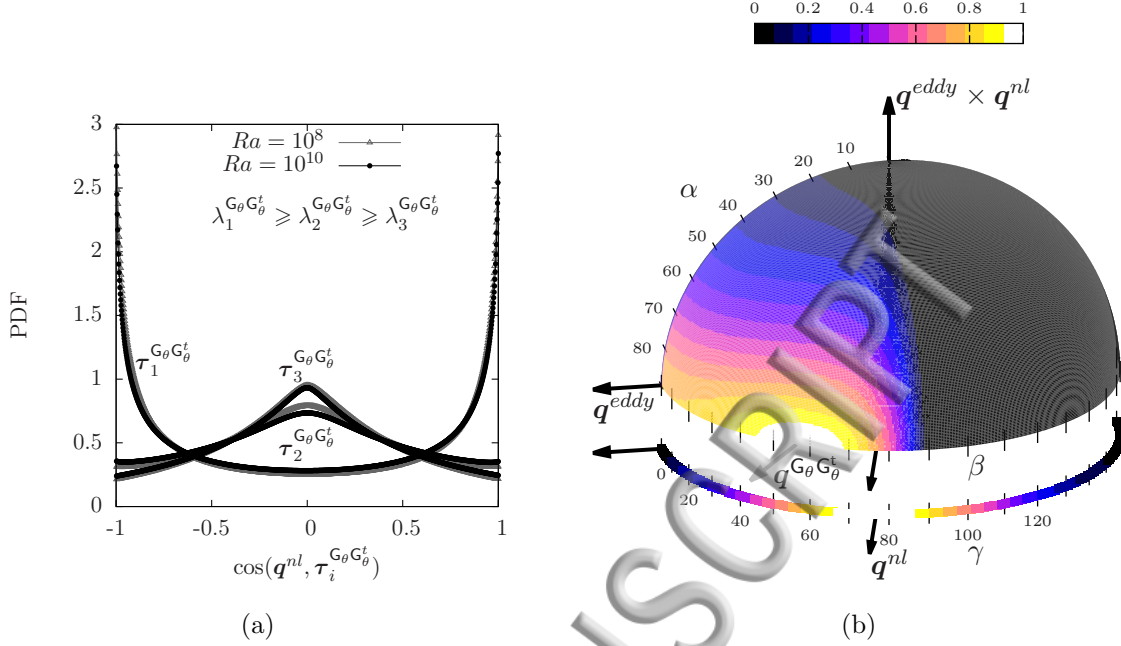 0 0.2 0.4 0.6 0.8 1
3
2.5
2
1.5
1
0.5
0
PDF
Ra = 10^8
Ra = 10^10
λ_1^{G_θG_θ^t} ⩾ λ_2^{G_θG_θ^t} ⩾ λ_3^{G_θG_θ^t}
τ_1^{G_θG_θ^t}
τ_3^{G_θG_θ^t}
τ_2^{G_θG_θ^t}
-1 -0.5 0 0.5 1
cos(q^{nl}, τ_i^{G_θG_θ^t})
(a)
q^{eddy} × q^{nl}
α
10
20
30
40
50
60
70
80
q^{eddy}
q^{G_θG_θ^t}
β
0 20 40 60 80 100 120
γ
q^{nl}
(b)
USCRIPT